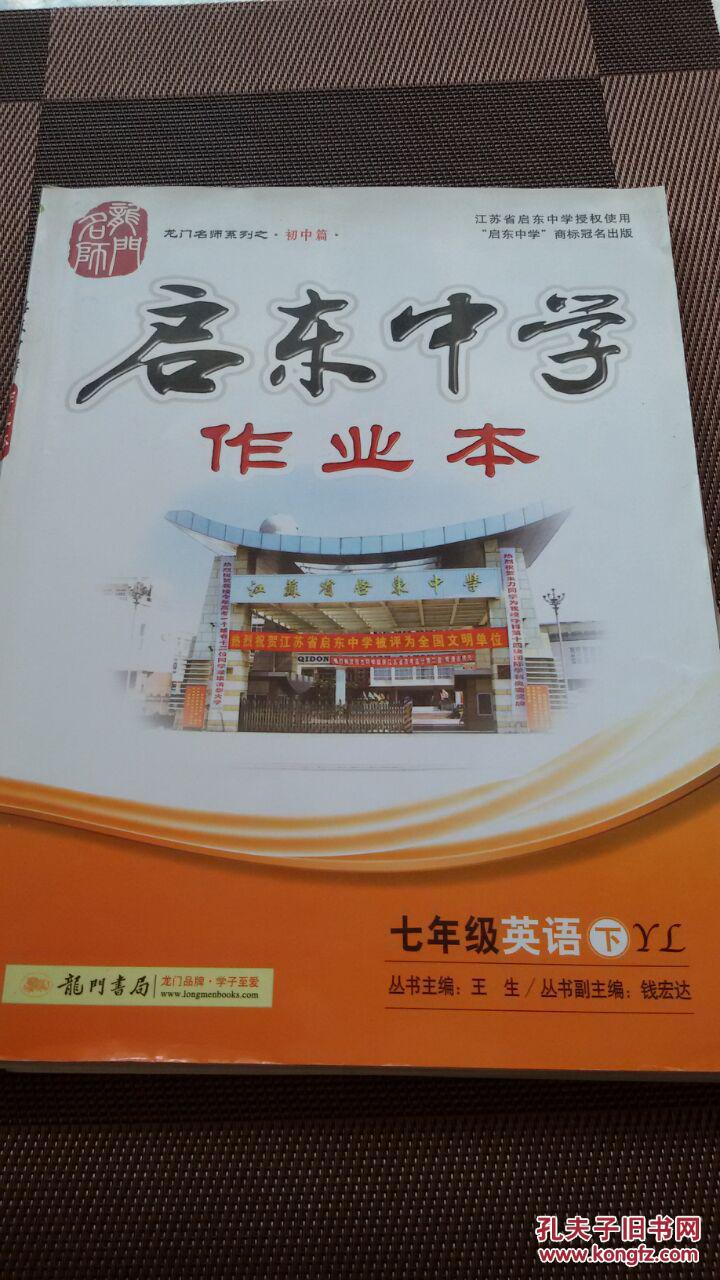 龍門名師
龙门名师系列之·初中篇·
江苏省启东中学授权使用
“启东中学”商标冠名出版
启东中学
作业本
江苏省启东中学
热烈祝贺江苏省启东中学被评为全国文明单位
QIDON
七年级英语下YL
丛书主编：王 生/丛书副主编：钱宏达
龍門書局
龙门品牌·学子至爱
www.longmenbooks.com
孔夫子旧书网
www.kongfz.com